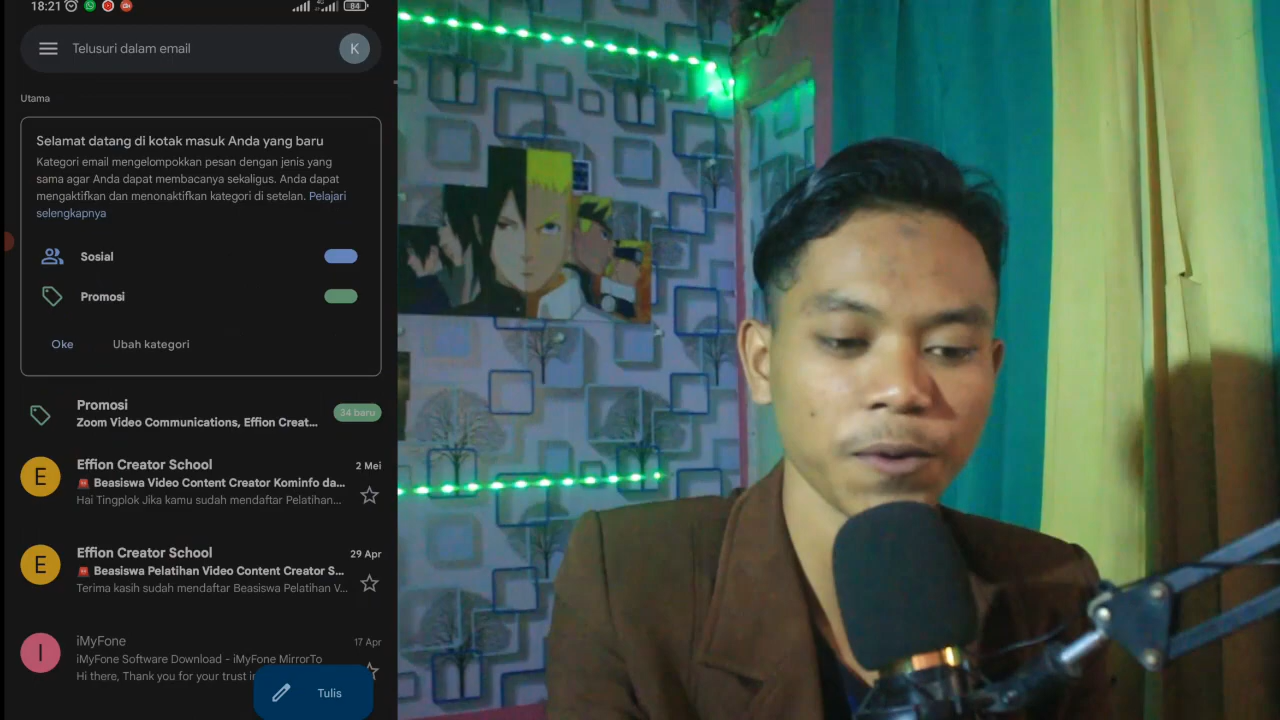 18:21
84
Telusuri dalam email
K
Utama
Selamat datang di kotak masuk Anda yang baru
Kategori email mengelompokkan pesan dengan jenis yang
sama agar Anda dapat membacanya sekaligus. Anda dapat
mengaktifkan dan menonaktifkan kategori di setelan. Pelajari
selengkapnya
Sosial
Promosi
Oke
Ubah kategori
Promosi
34 baru
Zoom Video Communications, Effion Creat...
E
Effion Creator School
2 Mei
🚨 Beasiswa Video Content Creator Kominfo da...
Hai Tingplok Jika kamu sudah mendaftar Pelatihan...
E
Effion Creator School
29 Apr
🚨 Beasiswa Pelatihan Video Content Creator S...
Terima kasih sudah mendaftar Beasiswa Pelatihan V...
I
iMyFone
17 Apr
iMyFone Software Download - iMyFone MirrorTo
Hi there, Thank you for your trust
Tulis